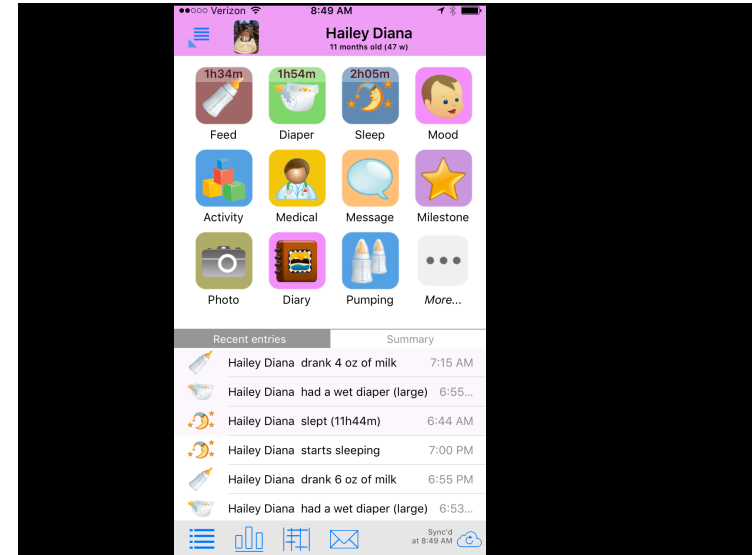 ●●○○○ Verizon 8:49 AM
Hailey Diana
11 months old (47 w)
1h34m 1h54m 2h05m
Feed Diaper Sleep Mood
Activity Medical Message Milestone
Photo Diary Pumping More...
Recent entries Summary
Hailey Diana drank 4 oz of milk 7:15 AM
Hailey Diana had a wet diaper (large) 6:55...
Hailey Diana slept (11h44m) 6:44 AM
Hailey Diana starts sleeping 7:00 PM
Hailey Diana drank 6 oz of milk 6:55 PM
Hailey Diana had a wet diaper (large) 6:53...
Sync'd
at 8:49 AM